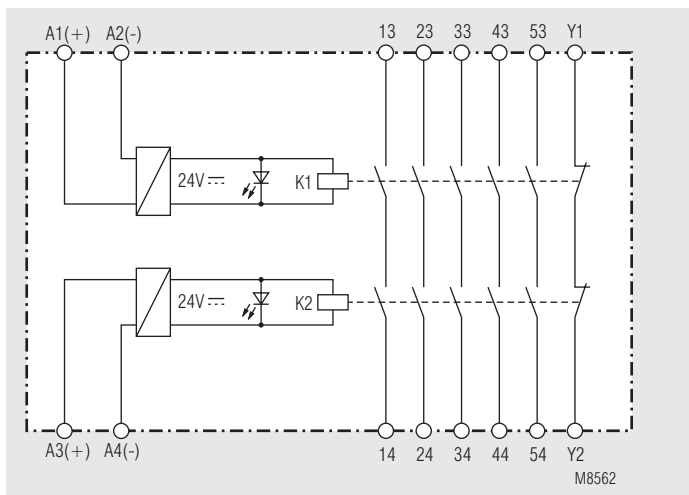 A1(+) A2(-) 13 23 33 43 53 Y1
24V K1
24V K2
A3(+) A4(-) 14 24 34 44 54 Y2
M8562